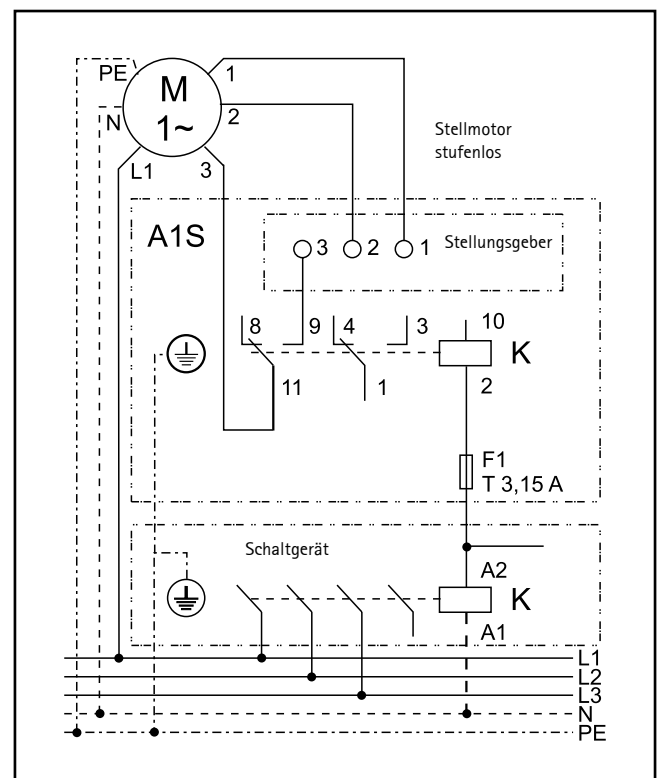 PE
1
M
1~
N
2
L1
3
Stellmotor
stufenlos
A1S
3
2
1
Stellungsgeber
8
9
4
3
10
K
11
1
2
F1
T 3,15 A
Schaltgerät
A2
K
A1
L1
L2
L3
N
PE